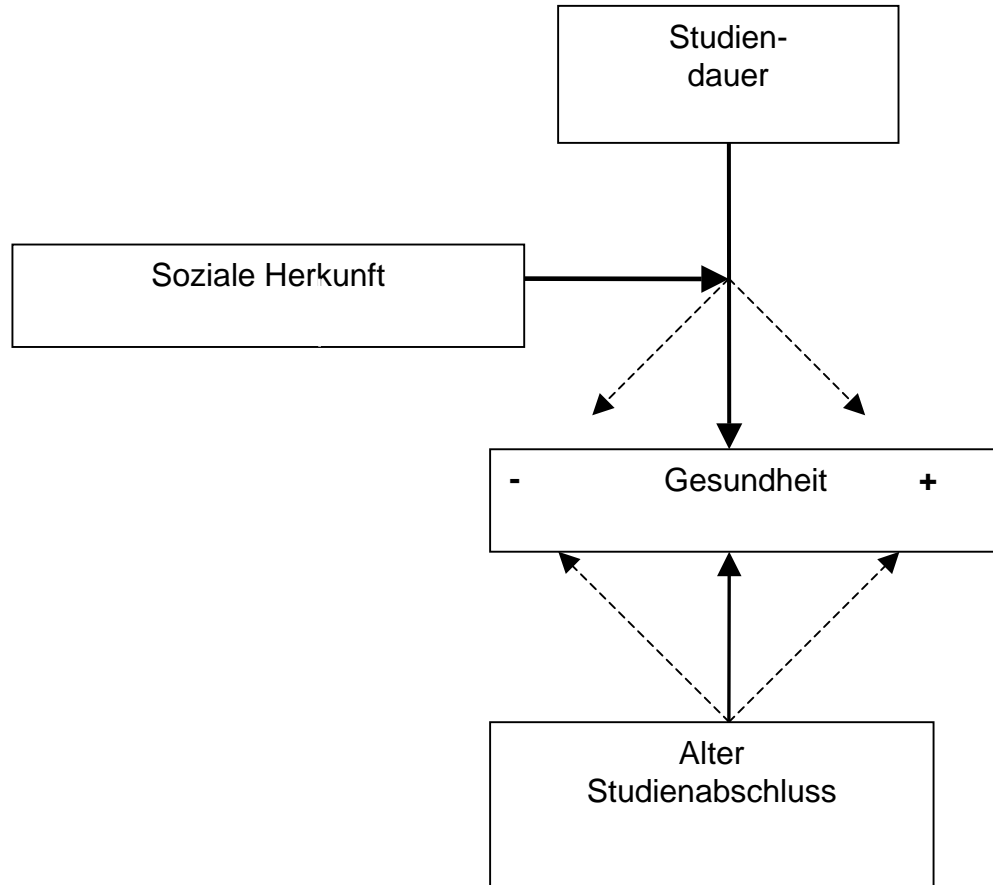 Studien-
dauer
Soziale Herkunft
- Gesundheit +
Alter
Studienabschluss